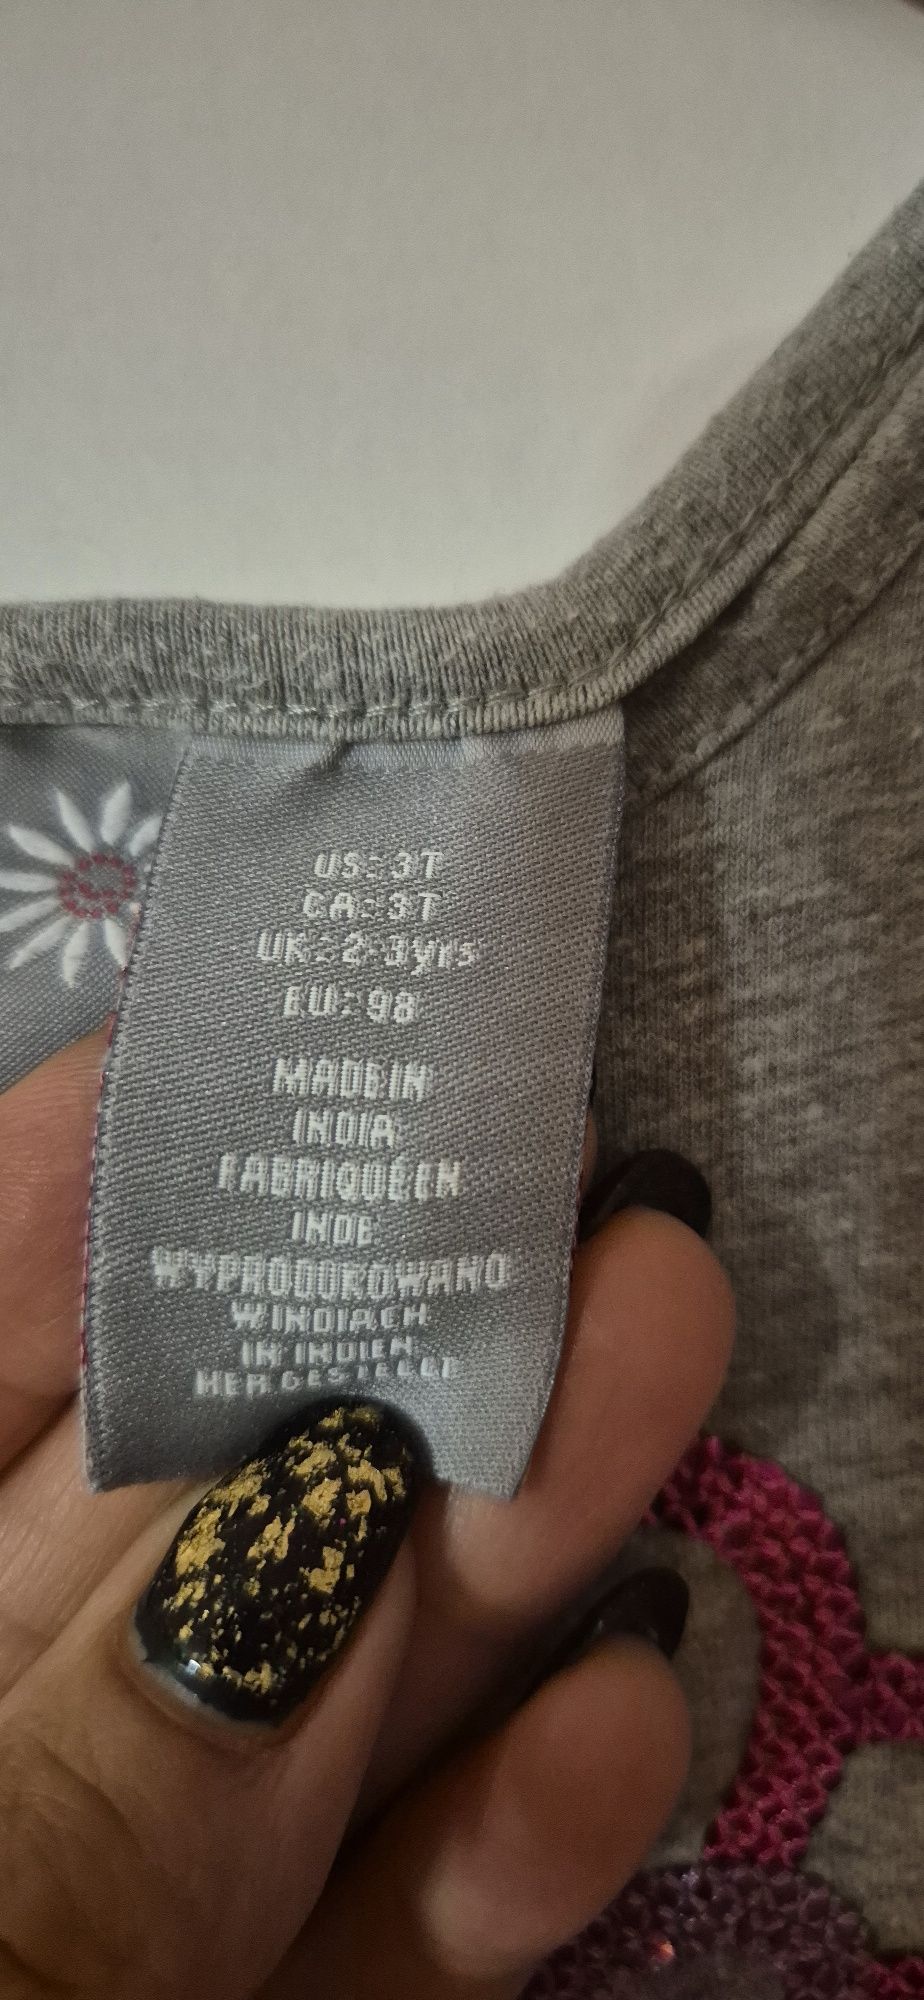 US: 3T
CA: 3T
UK: 2-3yrs
EU: 98
MADE IN
INDIA
FABRIQUÉ EN
INDE
WYPRODUKOWANO
W INDIACH
IN INDIEN
HERGESTELLT